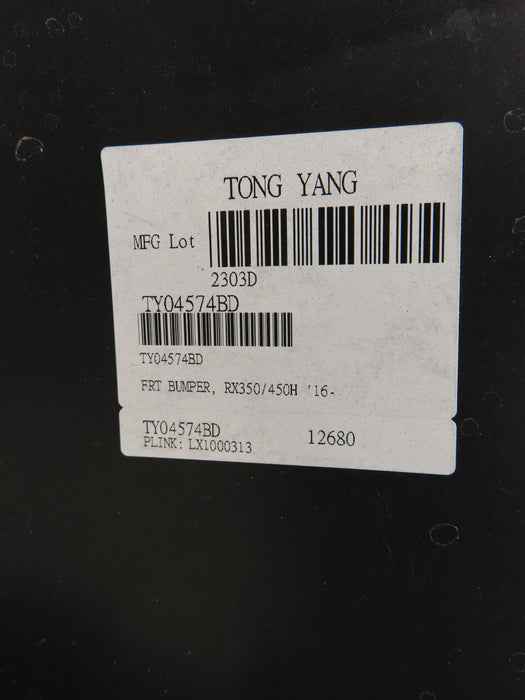 TONG YANG
MFG Lot
2303D
TY04574BD
TY04574BD
FRT BUMPER, RX350/450H '16-
TY04574BD
12680
PLINK: LX1000313